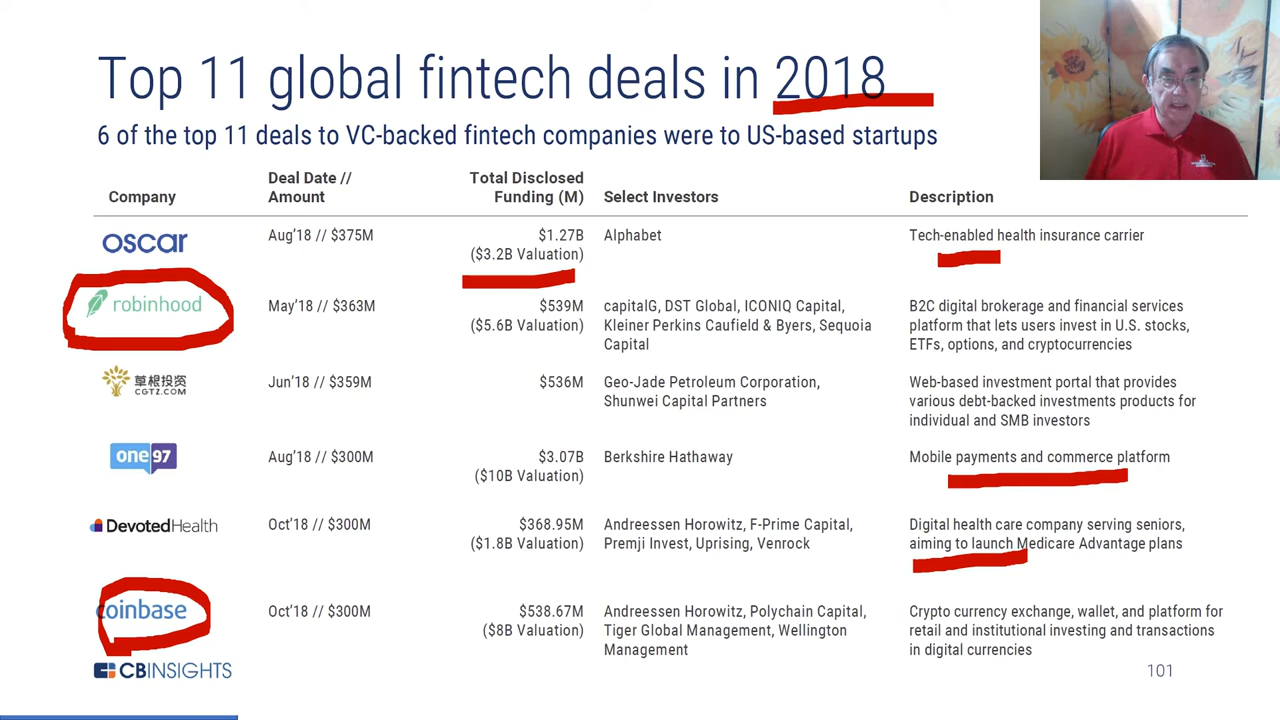 Top 11 global fintech deals in 2018
6 of the top 11 deals to VC-backed fintech companies were to US-based startups
Company
Deal Date //
Amount
Total Disclosed
Funding (M)
Select Investors
Description
oscar
Aug'18 // $375M
$1.27B
($3.2B Valuation)
Alphabet
Tech-enabled health insurance carrier
robinhood
May'18 // $363M
$539M
($5.6B Valuation)
capitalG, DST Global, ICONIQ Capital,
Kleiner Perkins Caufield & Byers, Sequoia
Capital
B2C digital brokerage and financial services
platform that lets users invest in U.S. stocks,
ETFs, options, and cryptocurrencies
草根投资
CGTZ.COM
Jun'18 // $359M
$536M
Geo-Jade Petroleum Corporation,
Shunwei Capital Partners
Web-based investment portal that provides
various debt-backed investments products for
individual and SMB investors
one97
Aug'18 // $300M
$3.07B
($10B Valuation)
Berkshire Hathaway
Mobile payments and commerce platform
DevotedHealth
Oct'18 // $300M
$368.95M
($1.8B Valuation)
Andreessen Horowitz, F-Prime Capital,
Premji Invest, Uprising, Venrock
Digital health care company serving seniors,
aiming to launch Medicare Advantage plans
coinbase
Oct'18 // $300M
$538.67M
($8B Valuation)
Andreessen Horowitz, Polychain Capital,
Tiger Global Management, Wellington
Management
Crypto currency exchange, wallet, and platform for
retail and institutional investing and transactions
in digital currencies
CBINSIGHTS
101